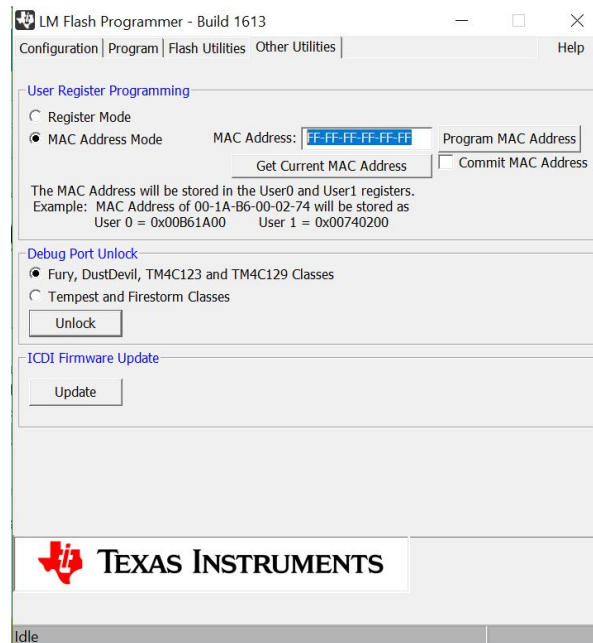 LM Flash Programmer - Build 1613
Configuration Program Flash Utilities Other Utilities Help
User Register Programming
Register Mode
MAC Address Mode MAC Address: FF-FF-FF-FF-FF-FF Program MAC Address
Get Current MAC Address Commit MAC Address
The MAC Address will be stored in the User0 and User1 registers.
Example: MAC Address of 00-1A-B6-00-02-74 will be stored as
User 0 = 0x00B61A00 User 1 = 0x00740200
Debug Port Unlock
Fury, DustDevil, TM4C123 and TM4C129 Classes
Tempest and Firestorm Classes
Unlock
ICDI Firmware Update
Update
TEXAS INSTRUMENTS
Idle